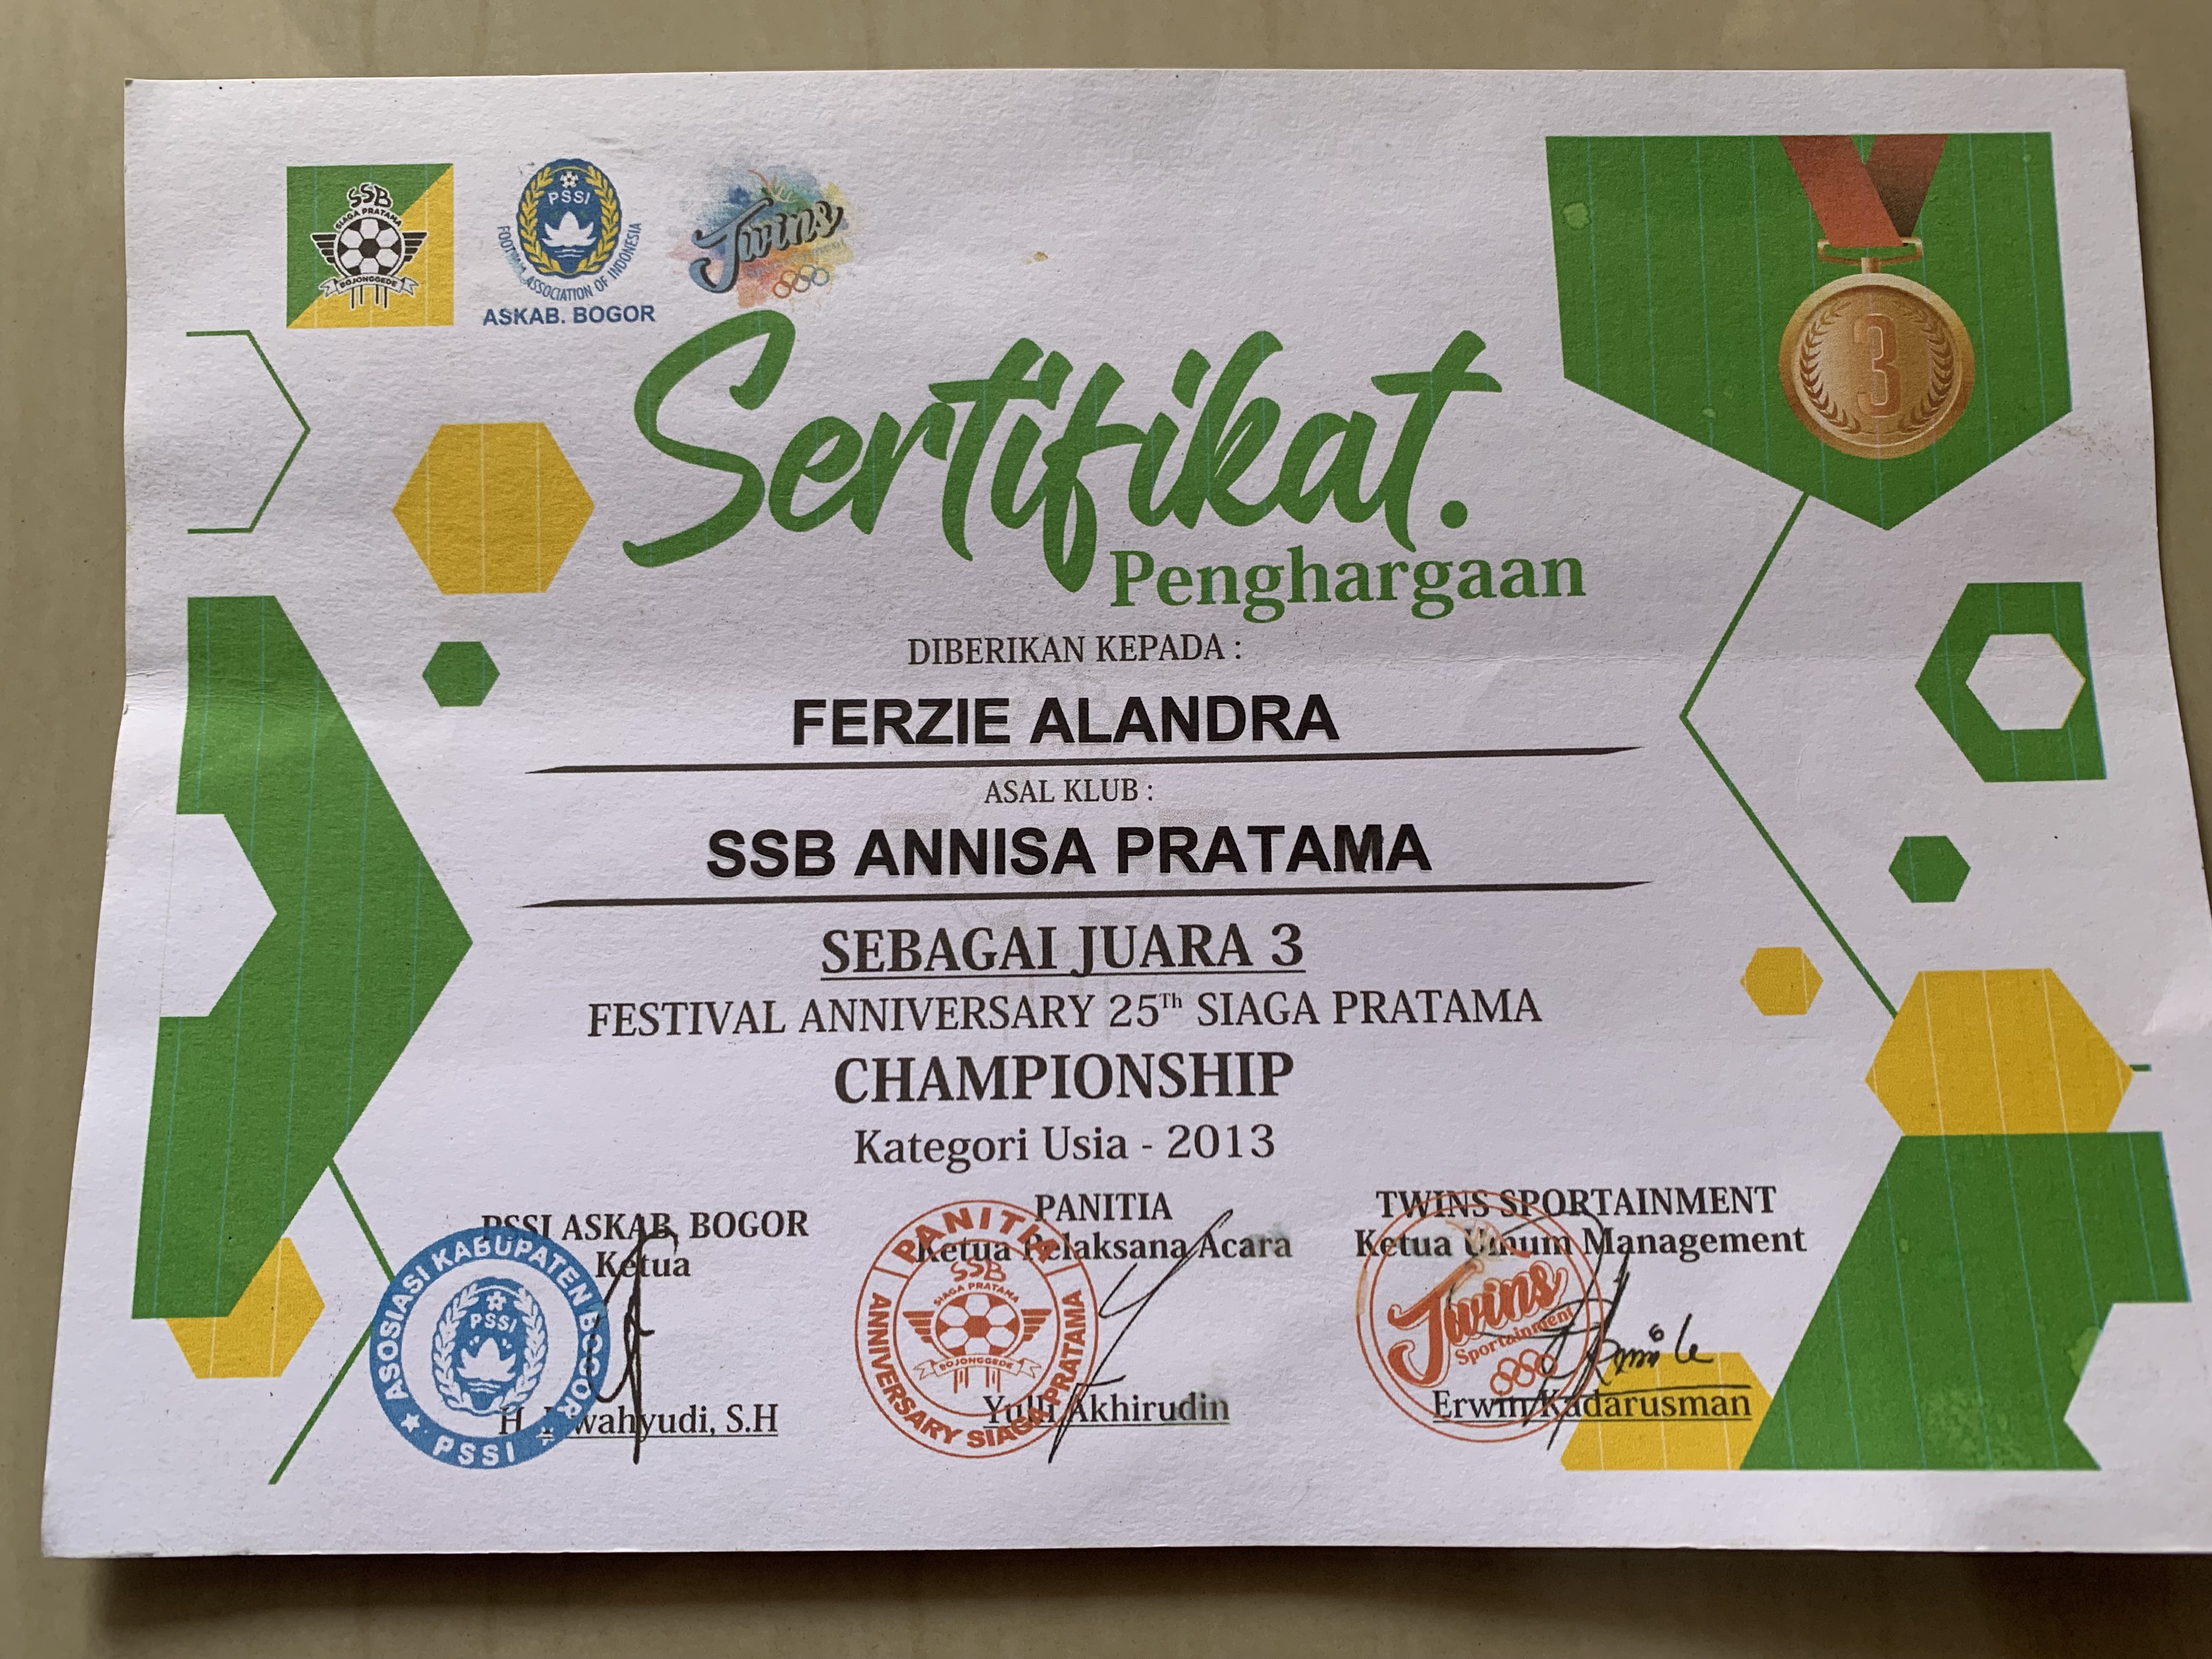 SSB
SIAGA PRATAMA
BOJONGGEDE
PSSI
FOOTBALL ASSOCIATION OF INDONESIA
ASKAB. BOGOR
Twins
Sertifikat.
Penghargaan
DIBERIKAN KEPADA :
FERZIE ALANDRA
ASAL KLUB :
SSB ANNISA PRATAMA
SEBAGAI JUARA 3
FESTIVAL ANNIVERSARY 25Th SIAGA PRATAMA
CHAMPIONSHIP
Kategori Usia - 2013
3
PSSI ASKAB. BOGOR
Ketua
ASOSIASI KABUPATEN BOGOR
PSSI
PSSI
H. wahyudi, S.H
PANITIA
Ketua Pelaksana Acara
PANITIA
SSB
SIAGA PRATAMA
BOJONGGEDE
ANNIVERSARY SIAGA PRATAMA
Yulli Akhirudin
TWINS SPORTAINMENT
Ketua Umum Management
Twins
Sportainment
Erwin Kadarusman